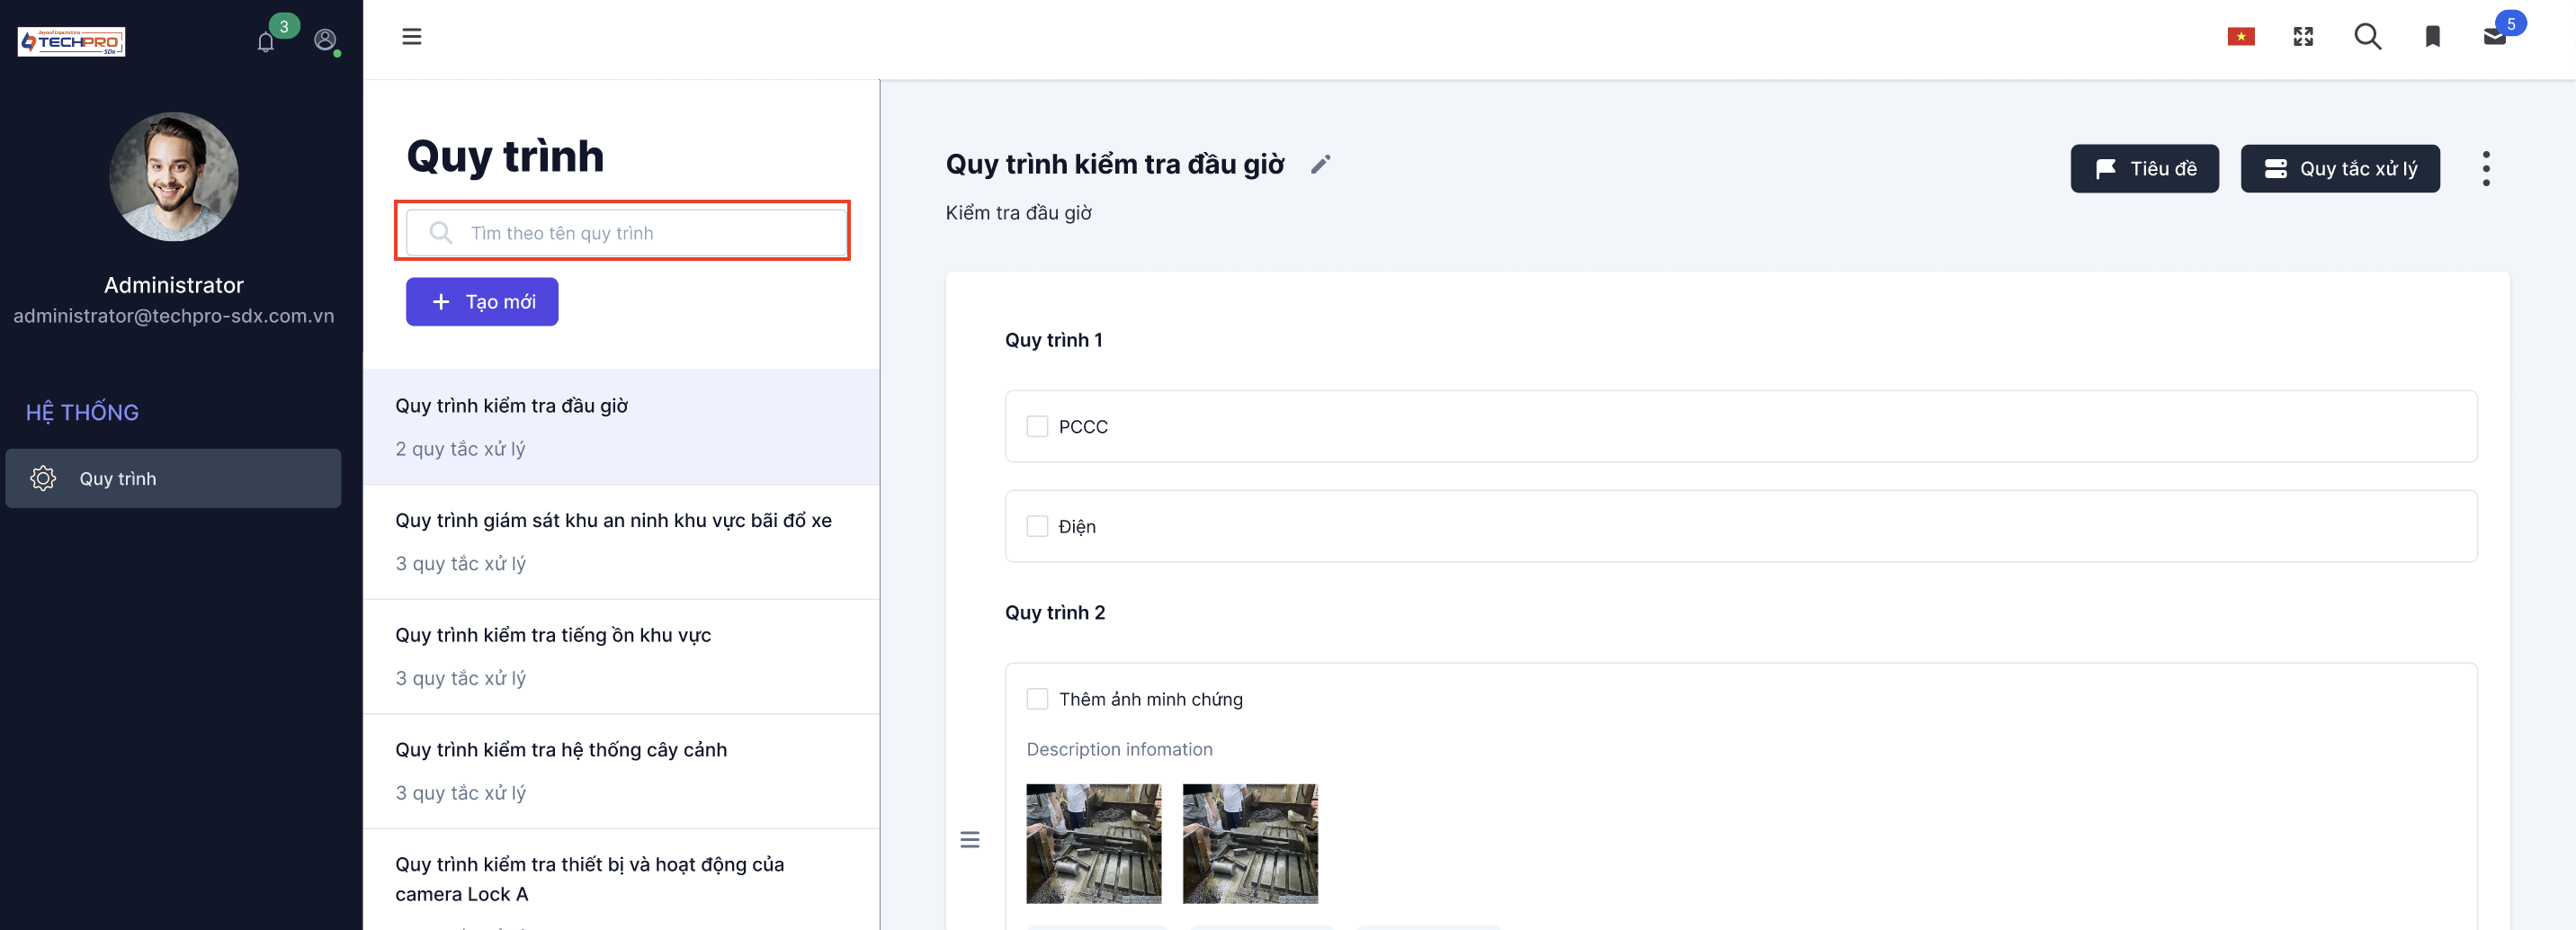 TECHPRO
SDx
3
5
Administrator
administrator@techpro-sdx.com.vn
HỆ THỐNG
Quy trình
Quy trình
Tìm theo tên quy trình
Tạo mới
Quy trình kiểm tra đầu giờ
2 quy tắc xử lý
Quy trình giám sát khu an ninh khu vực bãi đổ xe
3 quy tắc xử lý
Quy trình kiểm tra tiếng ồn khu vực
3 quy tắc xử lý
Quy trình kiểm tra hệ thống cây cảnh
3 quy tắc xử lý
Quy trình kiểm tra thiết bị và hoạt động của
camera Lock A
Quy trình kiểm tra đầu giờ
Kiểm tra đầu giờ
Tiêu đề
Quy tắc xử lý
Quy trình 1
PCCC
Điện
Quy trình 2
Thêm ảnh minh chứng
Description infomation